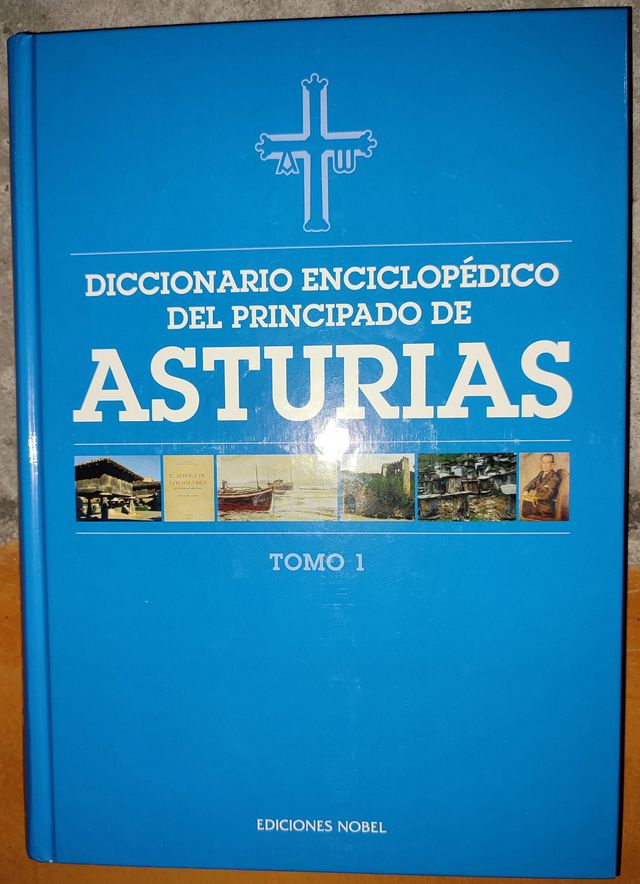 A W
DICCIONARIO ENCICLOPÉDICO
DEL PRINCIPADO DE
ASTURIAS
TOMO 1
EDICIONES NOBEL